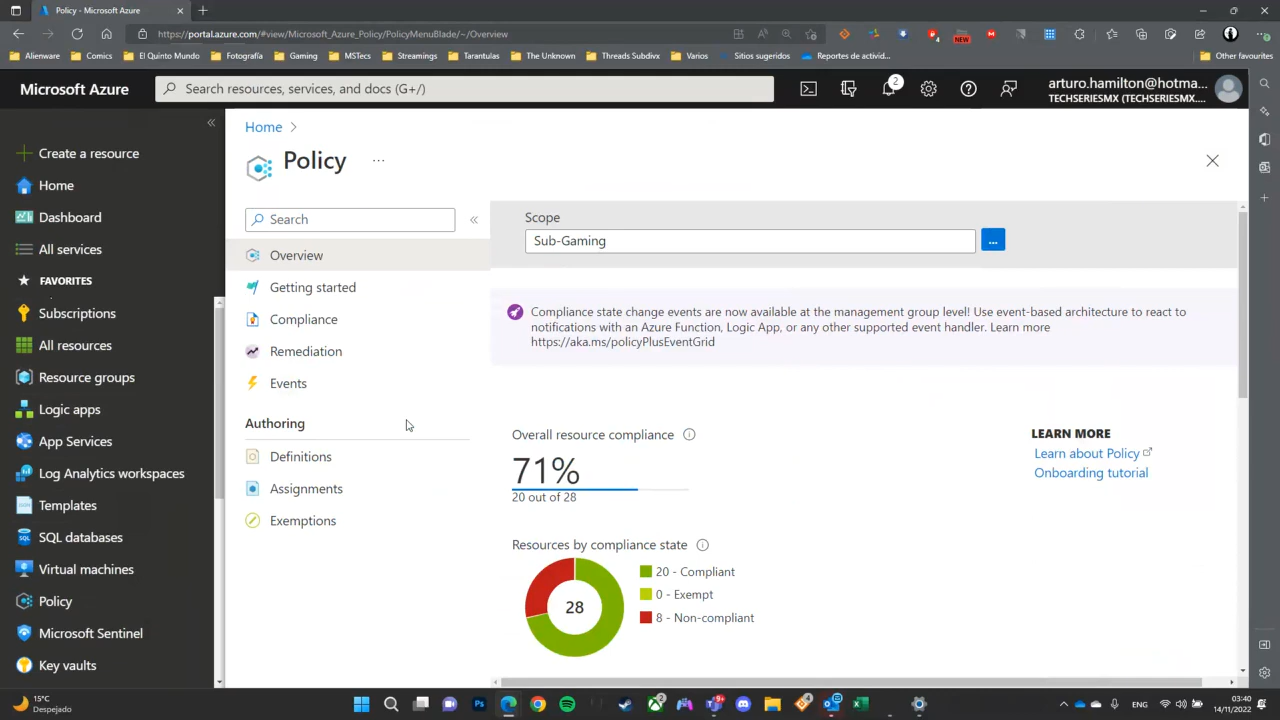 Policy - Microsoft Azure
https://portal.azure.com/#view/Microsoft_Azure_Policy/PolicyMenuBlade/~/Overview
Alienware
Comics
El Quinto Mundo
Fotografía
Gaming
MSTecs
Streamings
Tarantulas
The Unknown
Threads Subdivx
Varios
Sitios sugeridos
Reportes de activid...
Other favourites
Microsoft Azure
Search resources, services, and docs (G+/)
2
arturo.hamilton@hotma...
TECHSERIESMX (TECHSERIESMX....
Create a resource
Home
Dashboard
All services
FAVORITES
Subscriptions
All resources
Resource groups
Logic apps
App Services
Log Analytics workspaces
Templates
SQL databases
Virtual machines
Policy
Microsoft Sentinel
Key vaults
Home
Policy
...
Search
Overview
Getting started
Compliance
Remediation
Events
Authoring
Definitions
Assignments
Exemptions
Scope
Sub-Gaming
...
Compliance state change events are now available at the management group level! Use event-based architecture to react to
notifications with an Azure Function, Logic App, or any other supported event handler. Learn more
https://aka.ms/policyPlusEventGrid
Overall resource compliance
71%
20 out of 28
LEARN MORE
Learn about Policy
Onboarding tutorial
Resources by compliance state
28
20 - Compliant
0 - Exempt
8 - Non-compliant
15°C
Despejado
ENG
03:40
14/11/2022